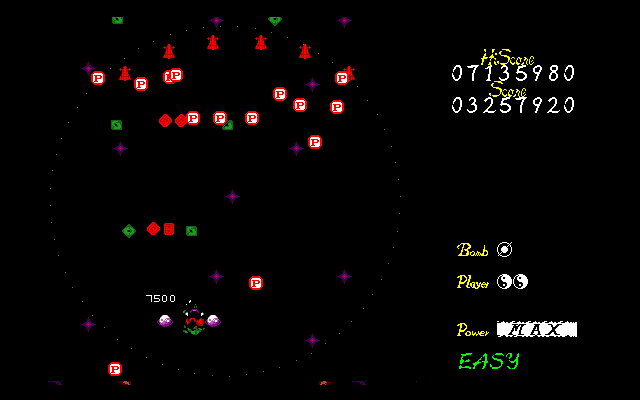 HiScore
07135980
Score
03257920
P P P P P
P P P
P P P
P
Bomb
Player
P
7500
Power MAX
EASY
P